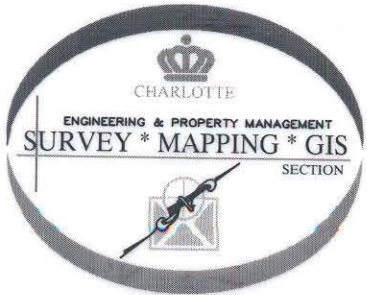 CHARLOTTE
ENGINEERING & PROPERTY MANAGEMENT
SURVEY * MAPPING * GIS
SECTION